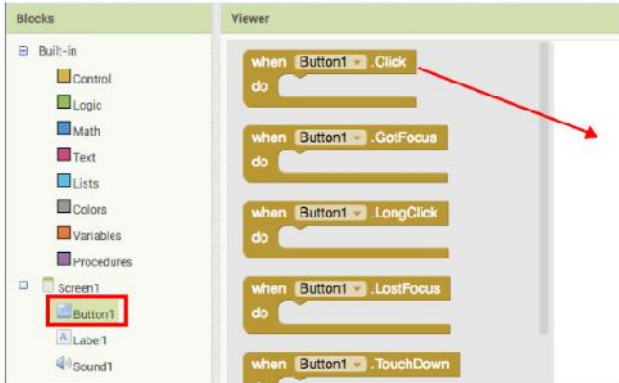 Blocks
Viewer
Built-in
Control
Logic
Math
Text
Lists
Colors
Variables
Procedures
Screen1
Button1
Label1
Sound1
when Button1 .Click
do
when Button1 .GotFocus
do
when Button1 .LongClick
do
when Button1 .LostFocus
do
when Button1 .TouchDown